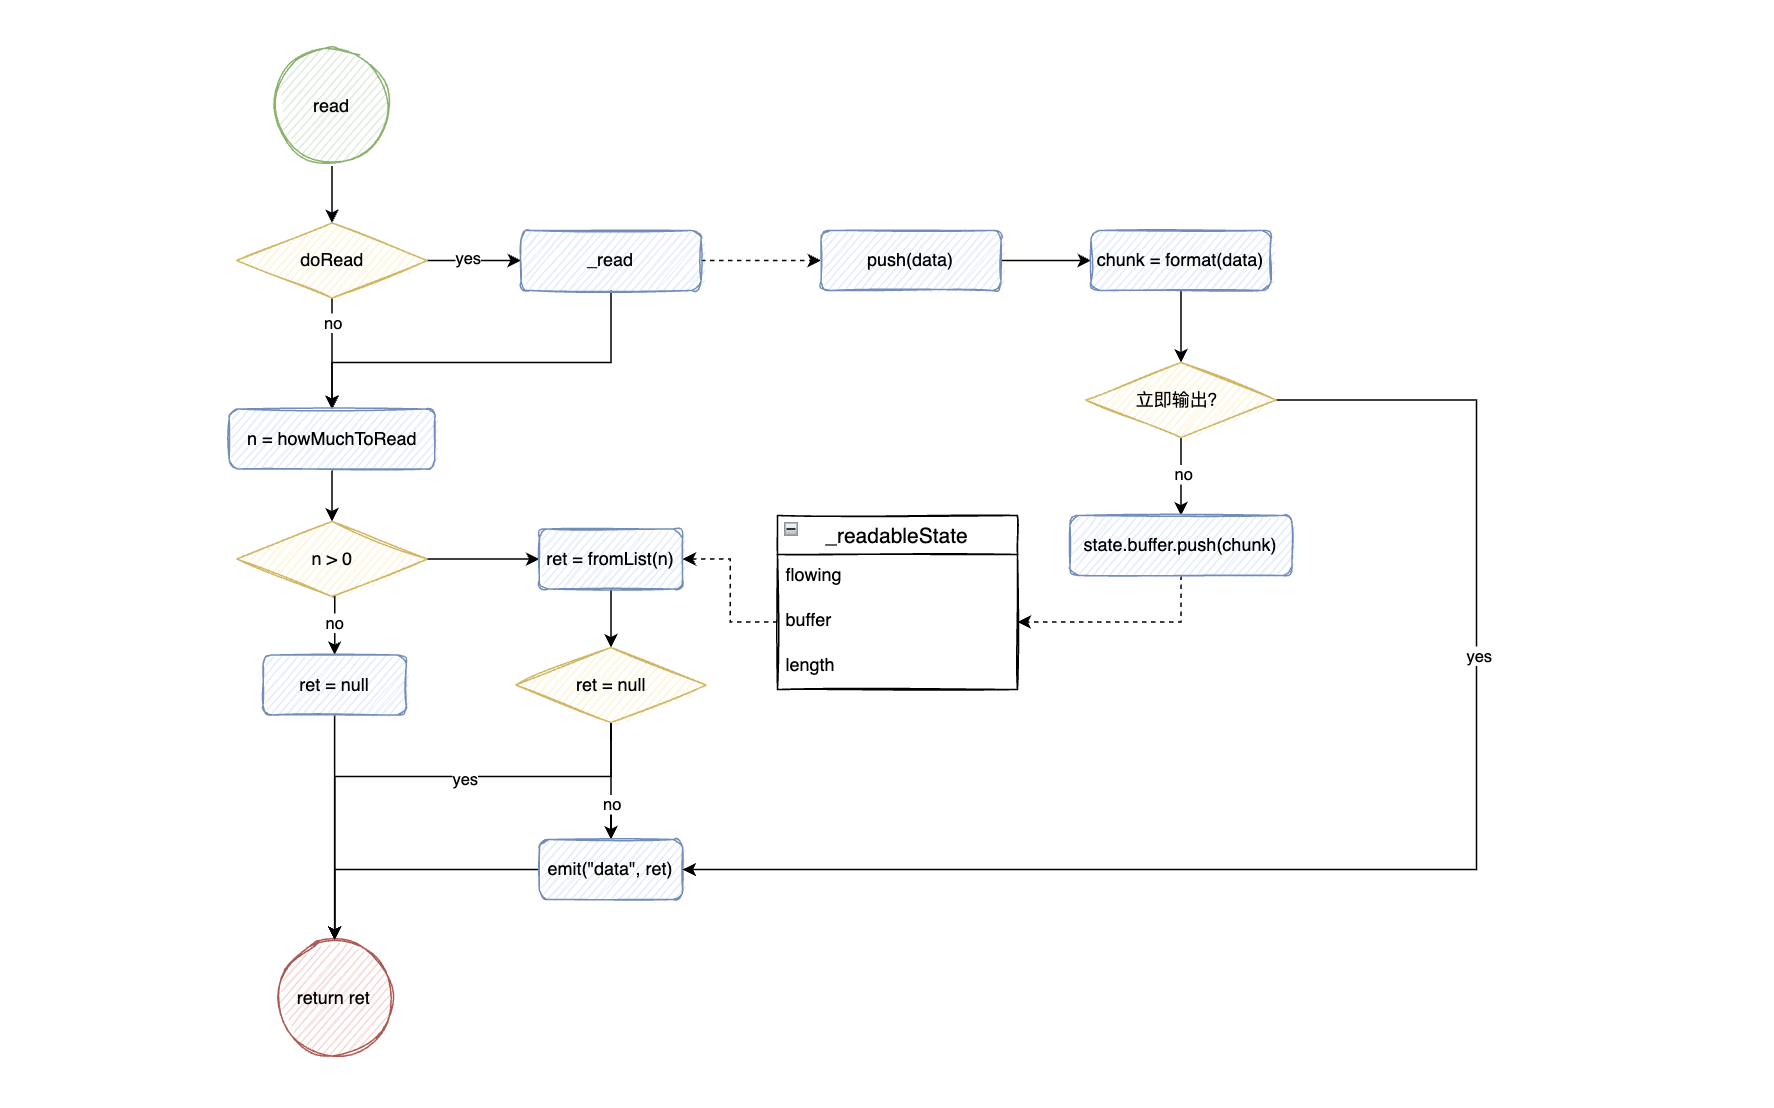 read
doRead
yes
_read
push(data)
chunk = format(data)
no
立即输出?
n = howMuchToRead
no
_readableState
state.buffer.push(chunk)
n > 0
ret = fromList(n)
flowing
buffer
no
length
yes
ret = null
ret = null
yes
no
emit("data", ret)
return ret